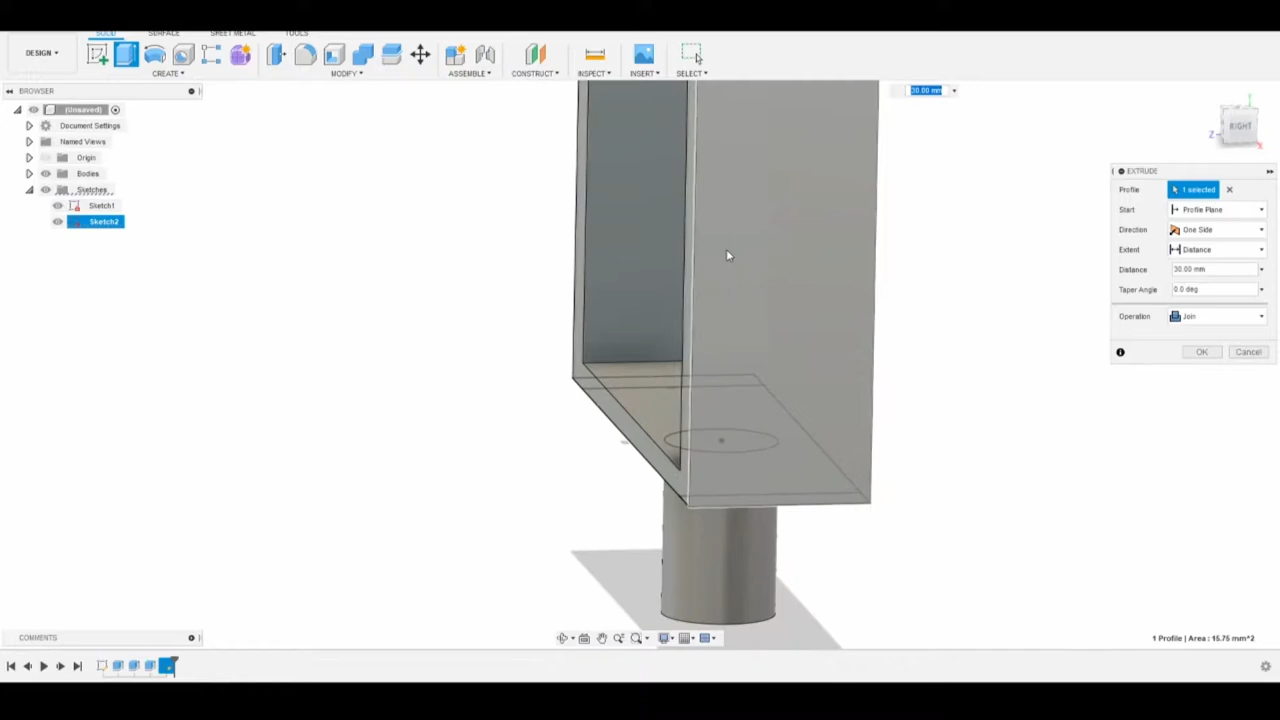 SOLID SURFACE SHEET METAL TOOLS
DESIGN
CREATE MODIFY ASSEMBLE CONSTRUCT INSPECT INSERT SELECT
BROWSER
(Unsaved)
Document Settings
Named Views
Origin
Bodies
Sketches
Sketch1
Sketch2
30.00 mm
RIGHT
Z
Y
X
EXTRUDE
Profile 1 selected
Start Profile Plane
Direction One Side
Extent Distance
Distance 30.00 mm
Taper Angle 0.0 deg
Operation Join
OK Cancel
COMMENTS
1 Profile | Area : 15.75 mm^2